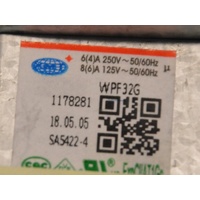 6(4)A 250V~50/60Hz
8(6)A 125V~50/60Hz
µ
WPF32G
1178281
18.05.05
SA5422-4